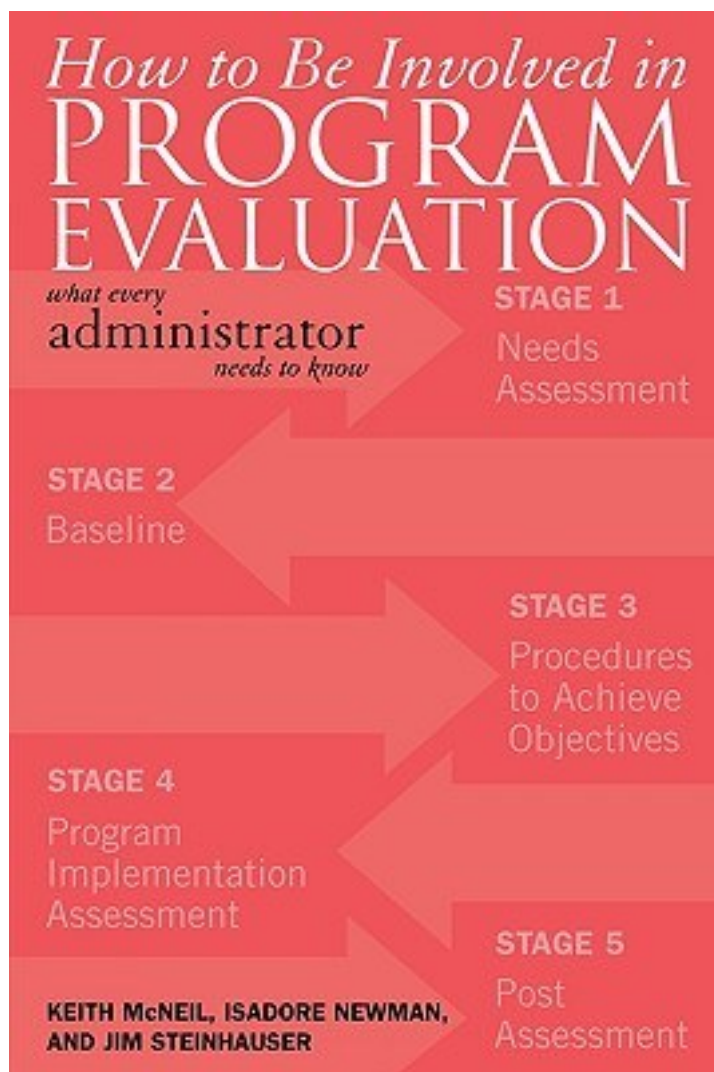 How to Be Involved in
PROGRAM
EVALUATION
what every
administrator
needs to know
STAGE 1
Needs
Assessment
STAGE 2
Baseline
STAGE 3
Procedures
to Achieve
Objectives
STAGE 4
Program
Implementation
Assessment
STAGE 5
Post
Assessment
KEITH McNEIL, ISADORE NEWMAN,
AND JIM STEINHAUSER